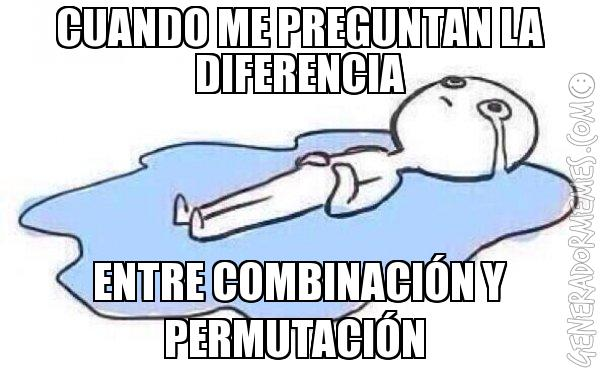 CUANDO ME PREGUNTAN LA
DIFERENCIA
ENTRE COMBINACIÓN Y
PERMUTACIÓN
GENERADORMEMES.COM